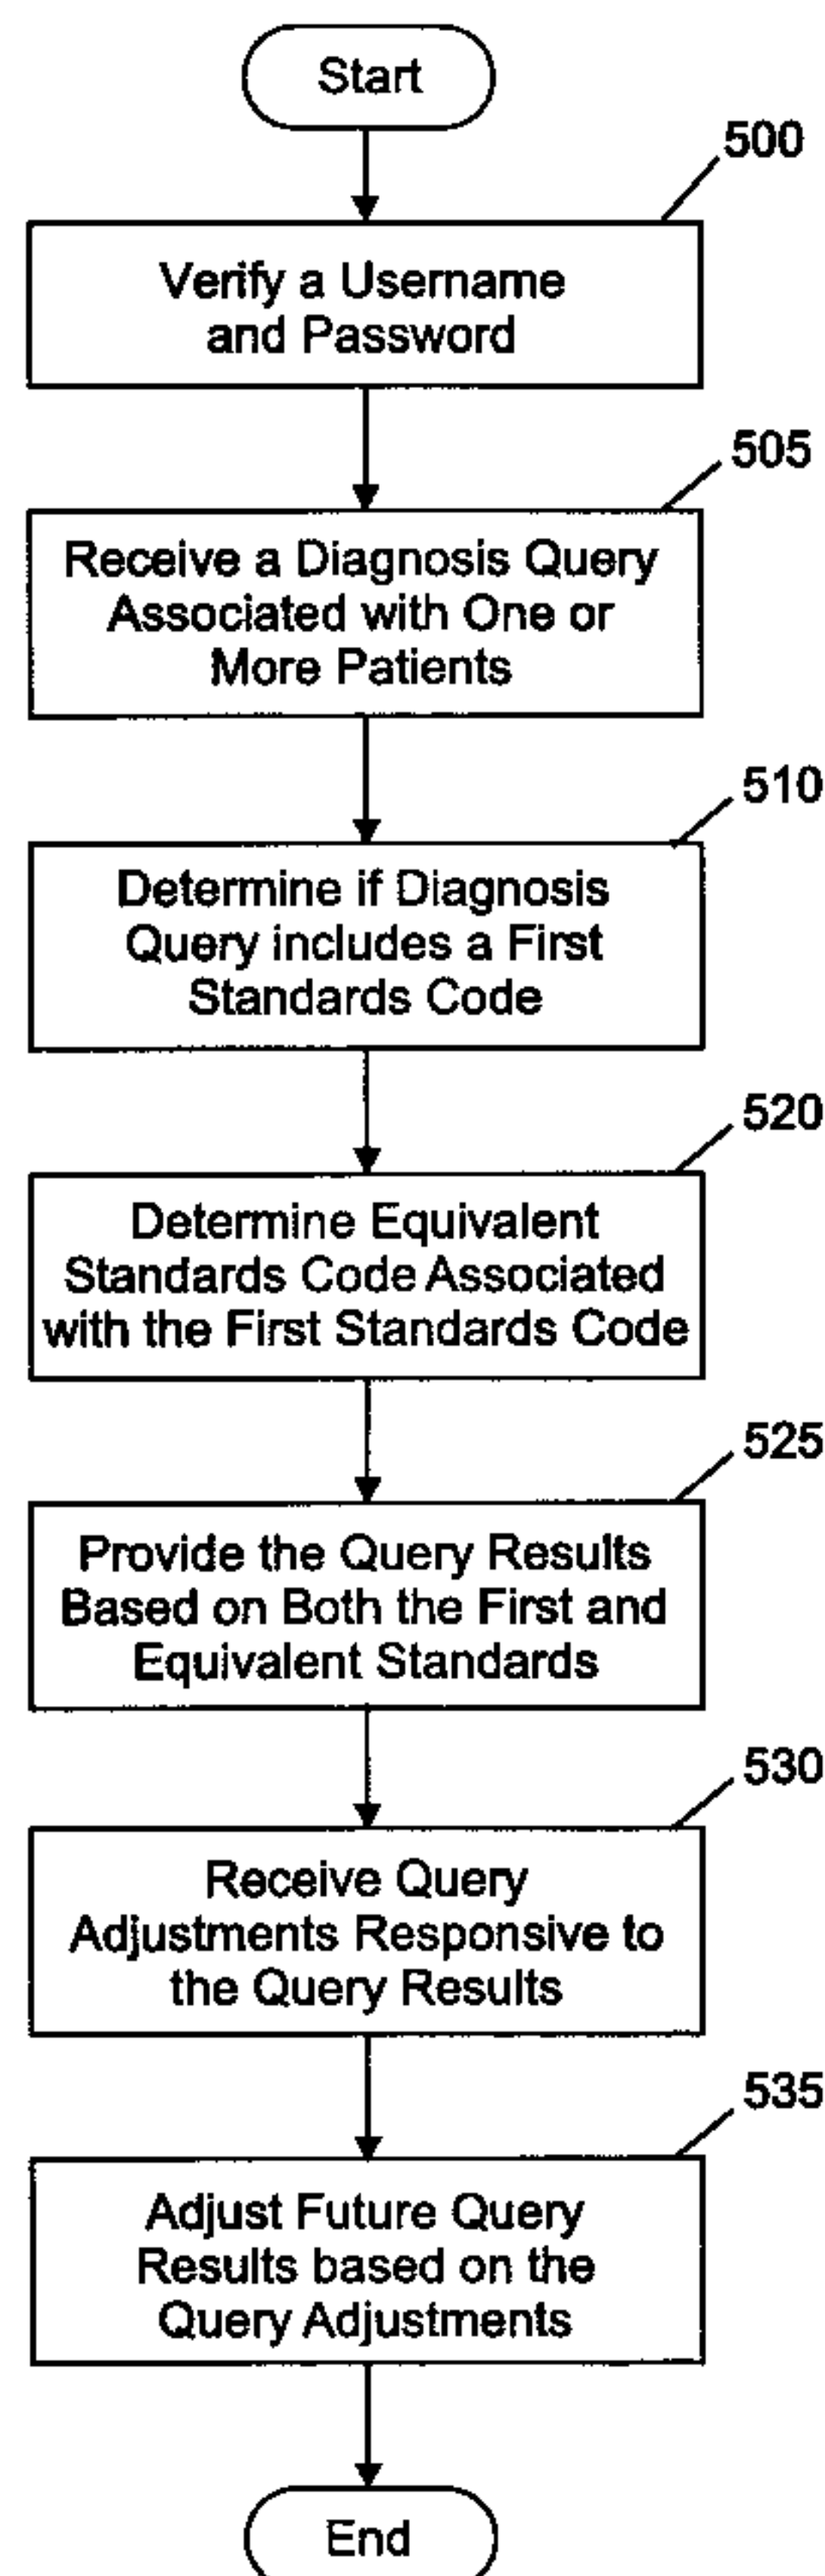 Start
500
Verify a Username
and Password
505
Receive a Diagnosis Query
Associated with One or
More Patients
510
Determine if Diagnosis
Query includes a First
Standards Code
520
Determine Equivalent
Standards Code Associated
with the First Standards Code
525
Provide the Query Results
Based on Both the First and
Equivalent Standards
530
Receive Query
Adjustments Responsive to
the Query Results
535
Adjust Future Query
Results based on the
Query Adjustments
End